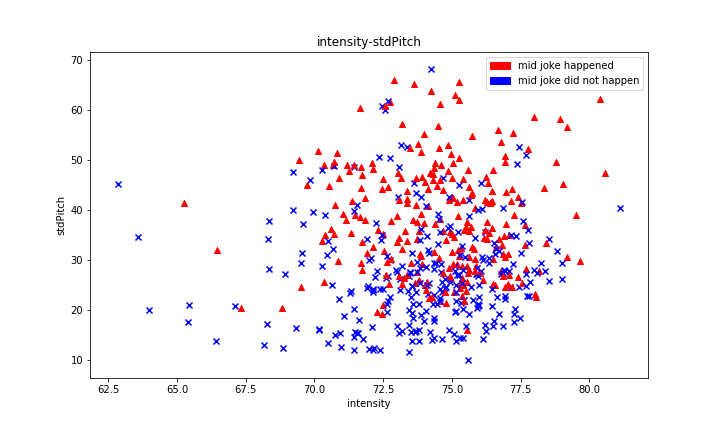 intensity-stdPitch
mid joke happened
mid joke did not happen
70
60
50
40
30
20
10
stdPitch
62.5 65.0 67.5 70.0 72.5 75.0 77.5 80.0
intensity